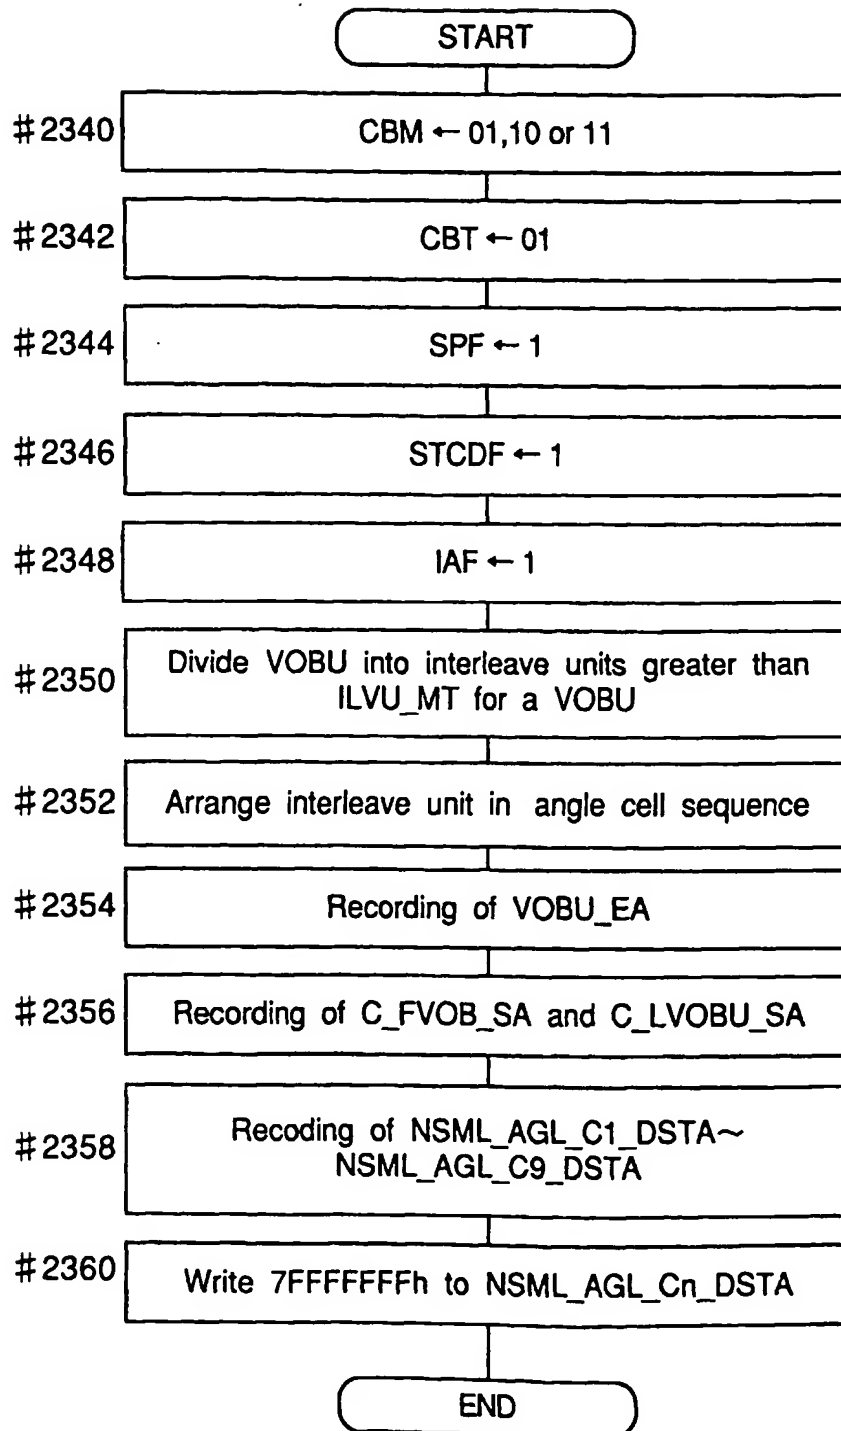 START
#2340 CBM ← 01,10 or 11
#2342 CBT ← 01
#2344 SPF ← 1
#2346 STCDF ← 1
#2348 IAF ← 1
Divide VOBU into interleave units greater than
#2350 ILVU_MT for a VOBU
#2352 Arrange interleave unit in angle cell sequence
#2354 Recording of VOBU_EA
#2356 Recording of C_FVOB_SA and C_LVOBU_SA
Recoding of NSML_AGL_C1_DSTA~
#2358 NSML_AGL_C9_DSTA
#2360 Write 7FFFFFFFh to NSML_AGL_Cn_DSTA
END